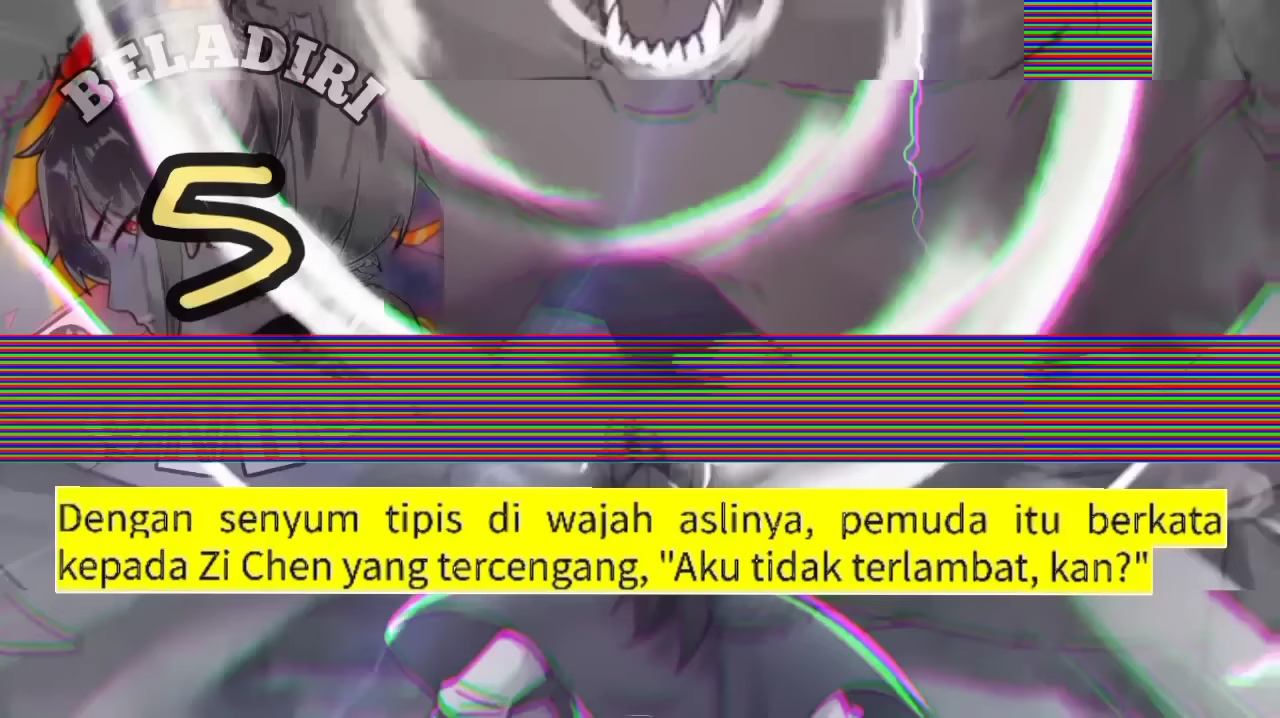 BELADIRI
5
Dengan senyum tipis di wajah aslinya, pemuda itu berkata
kepada Zi Chen yang tercengang, "Aku tidak terlambat, kan?"